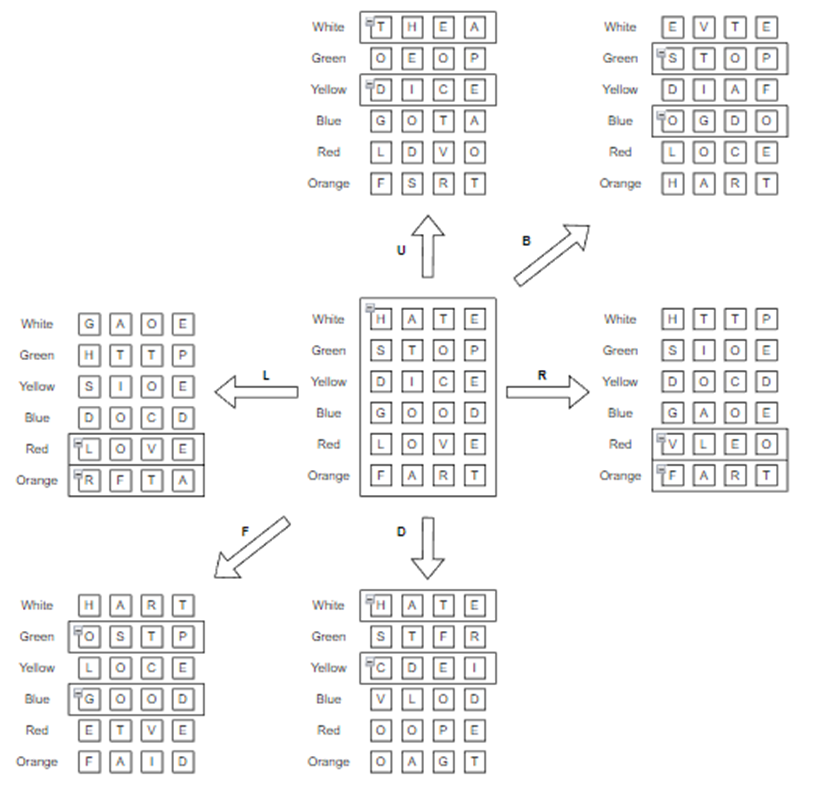 White T H E A
Green O E O P
Yellow D I C E
Blue G O T A
Red L D V O
Orange F S R T
White E V T E
Green S T O P
Yellow D I A F
Blue O G D O
Red L O C E
Orange H A R T
U
B
White G A O E
Green H T T P
Yellow S I O E
Blue D O C D
Red L O V E
Orange R F T A
L
White H A T E
Green S T O P
Yellow D I C E
Blue G O O D
Red L O V E
Orange F A R T
R
White H T T P
Green S I O E
Yellow D O C D
Blue G A O E
Red V L E O
Orange F A R T
F
D
White H A R T
Green O S T P
Yellow L O C E
Blue G O O D
Red E T V E
Orange F A I D
White H A T E
Green S T F R
Yellow C D E I
Blue V L O D
Red O O P E
Orange O A G T